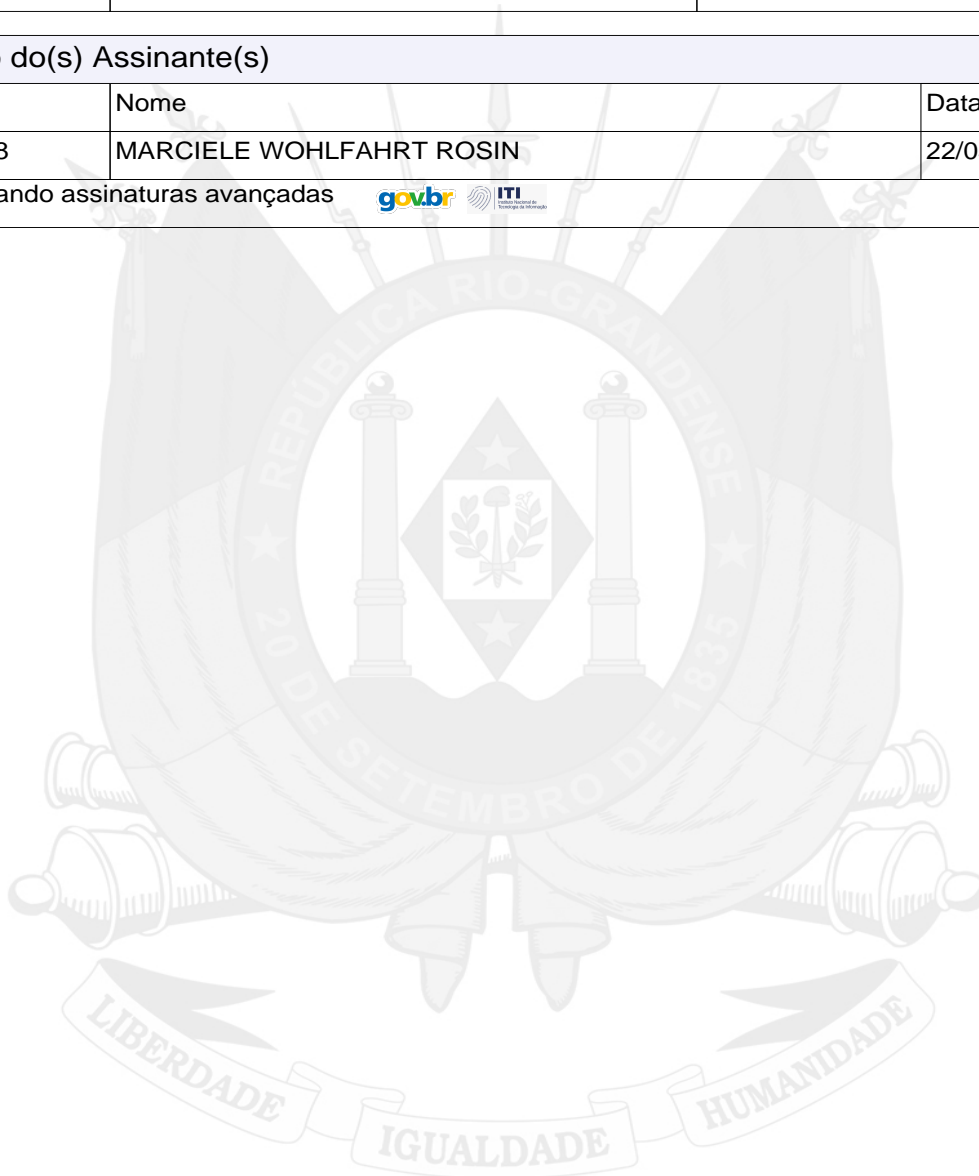 do(s) Assinante(s)
Nome
Data
3
MARCIELE WOHLFAHRT ROSIN
22/0
ando assinaturas avançadas
gov.br
ITI
REPÚBLICA RIO-GRANDENSE
20 DE SETEMBRO DE 1835
LIBERDADE
IGUALDADE
HUMANIDADE